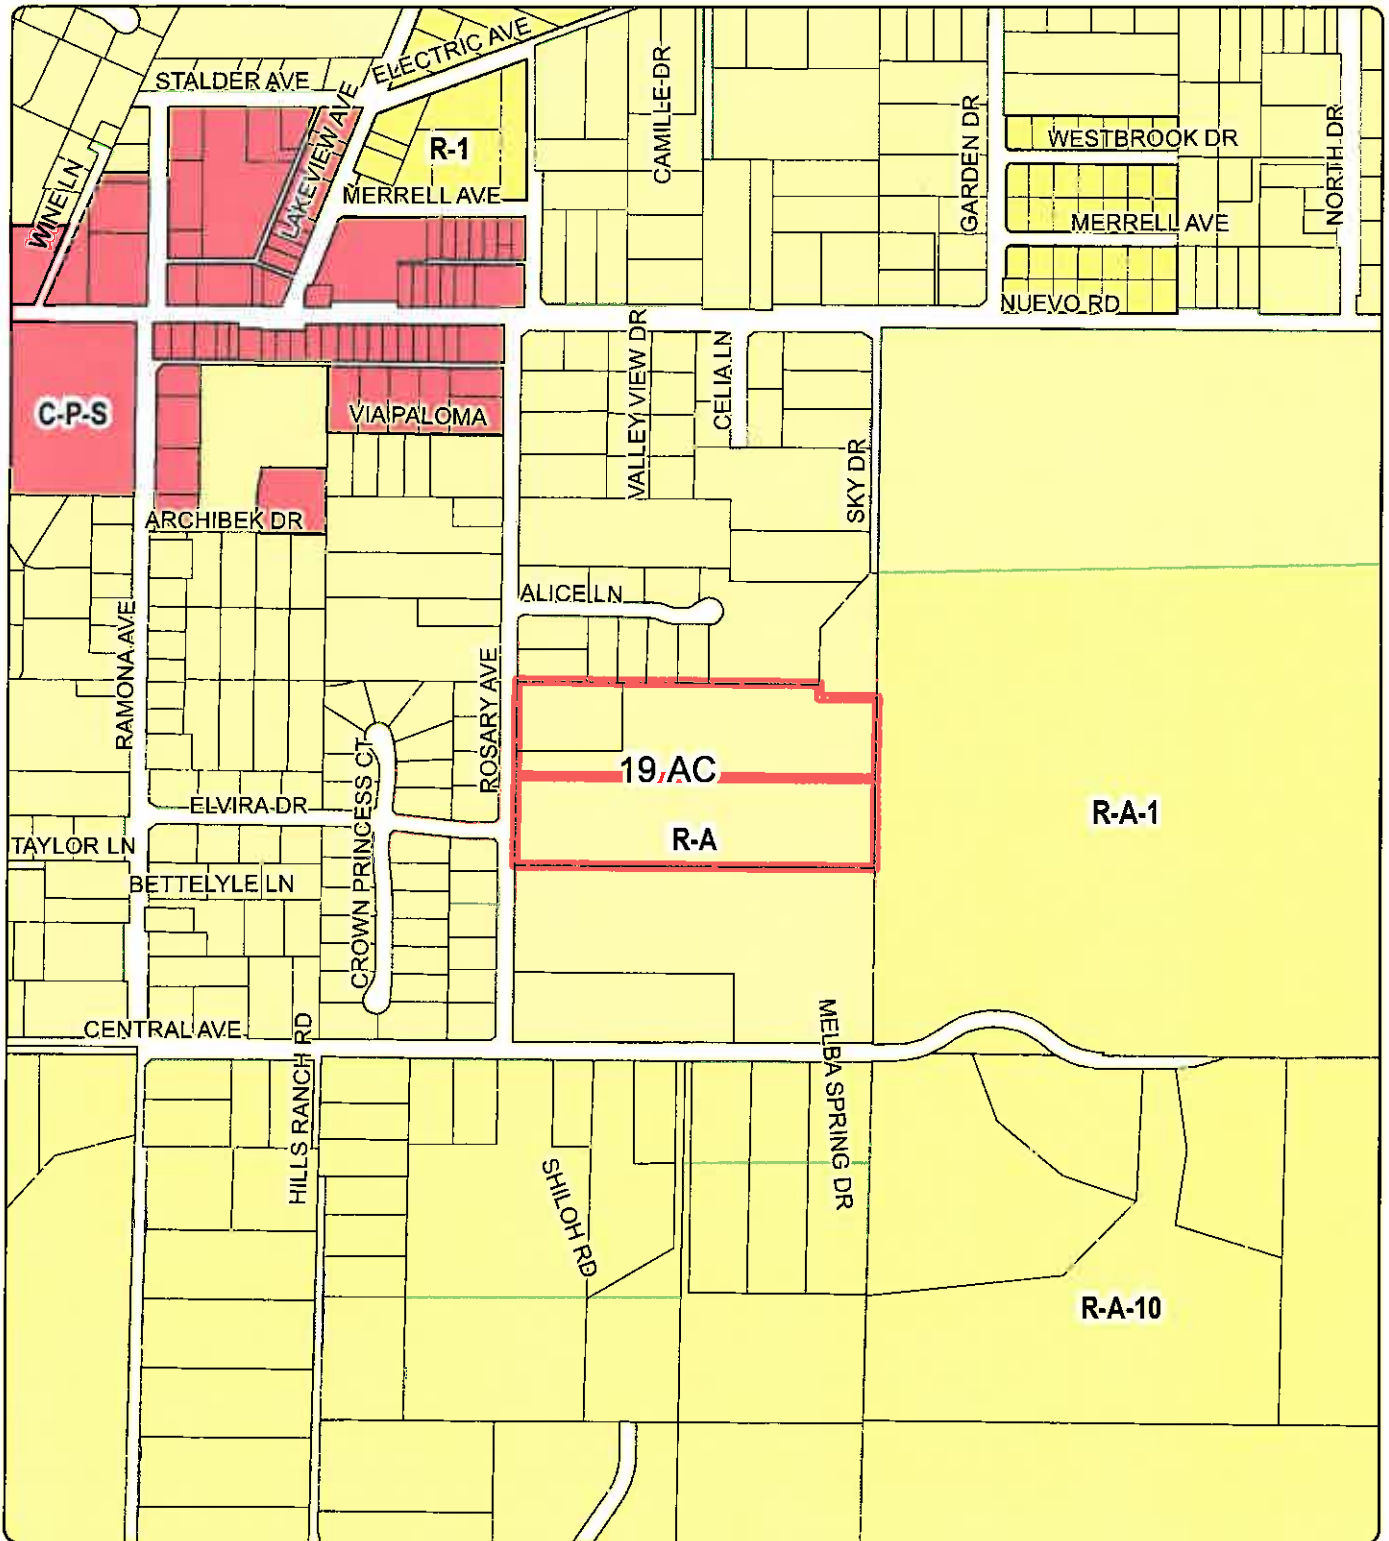 ELECTRIC AVE
STALDER AVE
CAMILLE DR
LAKEVIEW AVE
R-1
GARDEN DR
WESTBROOK DR
NORTH DR
WINE LN
MERRELL AVE
MERRELL AVE
NUEVO RD
VALLEY VIEW DR
CELIA LN
C-P-S
VIA PALOMA
SKY DR
ARCHIBEK DR
ALICE LN
RAMONA AVE
ROSARY AVE
CROWN PRINCESS CT
19 AC
ELVIRA DR
R-A-1
R-A
TAYLOR LN
BETTELYLE LN
CENTRAL AVE
HILLS RANCH RD
MELBA SPRING DR
SHILOH RD
R-A-10